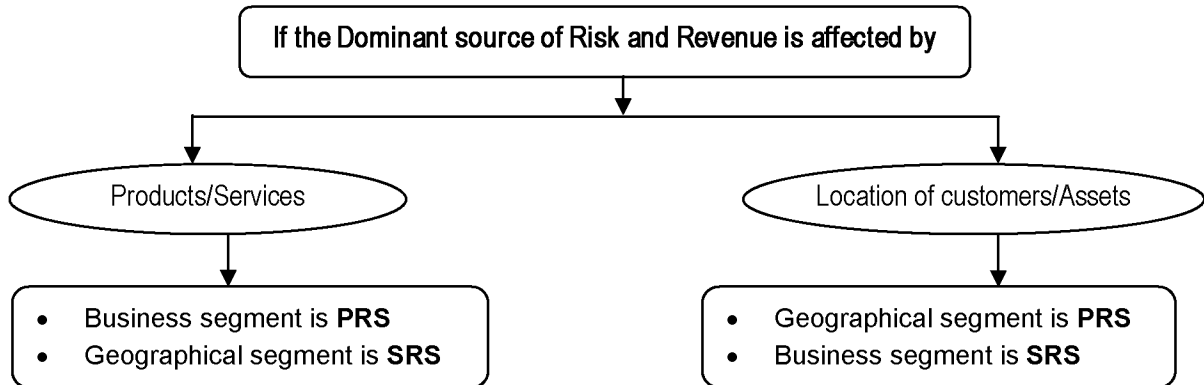 If the Dominant source of Risk and Revenue is affected by
Products/Services
Location of customers/Assets
• Business segment is PRS
• Geographical segment is SRS
• Geographical segment is PRS
• Business segment is SRS